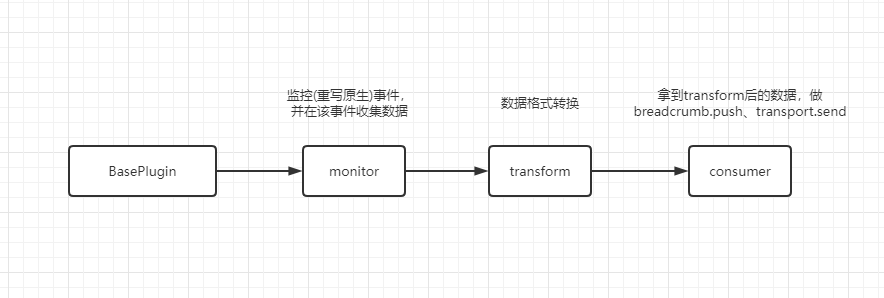 监控(重写原生)事件，
并在该事件收集数据
数据格式转换
拿到transform后的数据，做
breadcrumb.push、transport.send
BasePlugin
monitor
transform
consumer